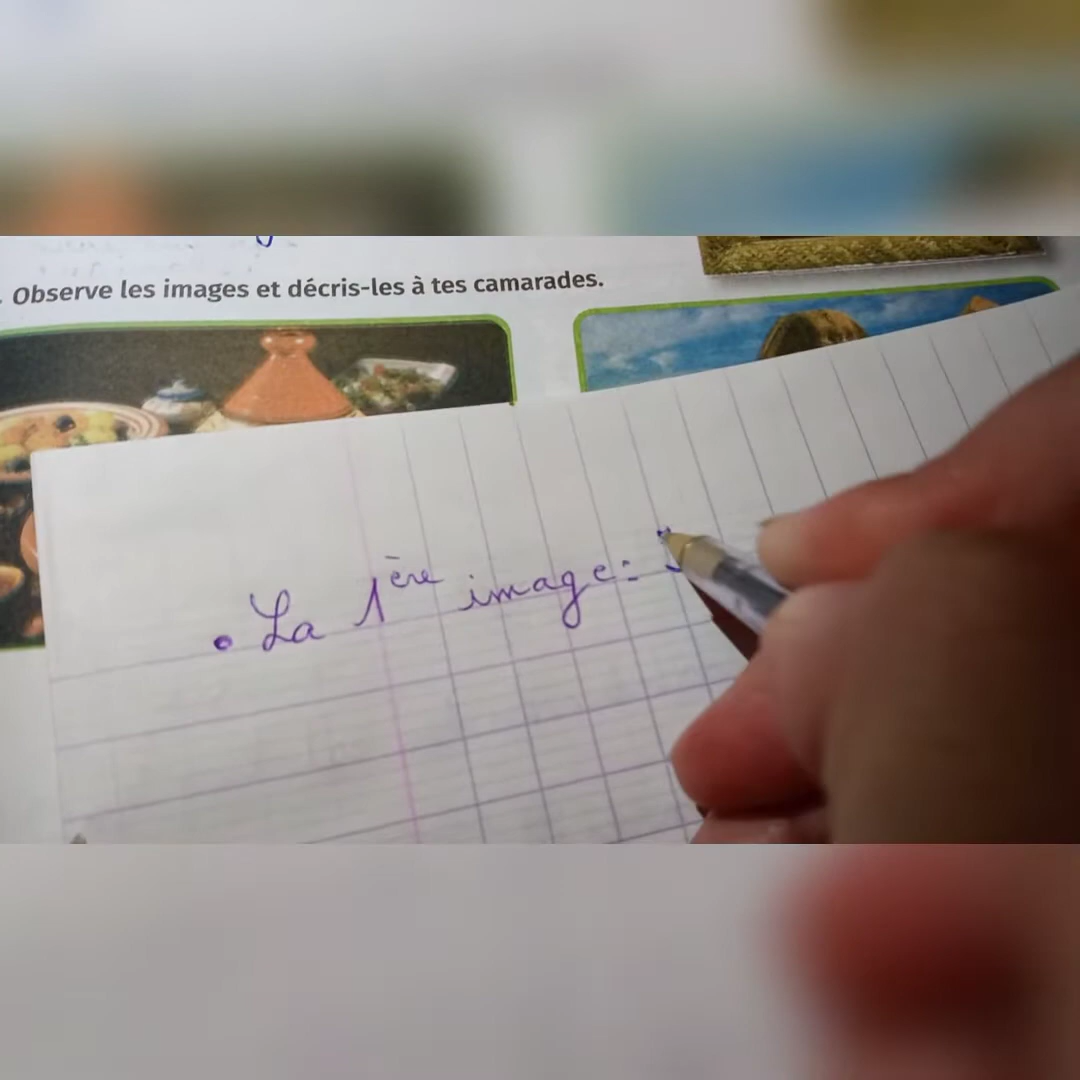 . Observe les images et décris-les à tes camarades.
• La 1ère image :